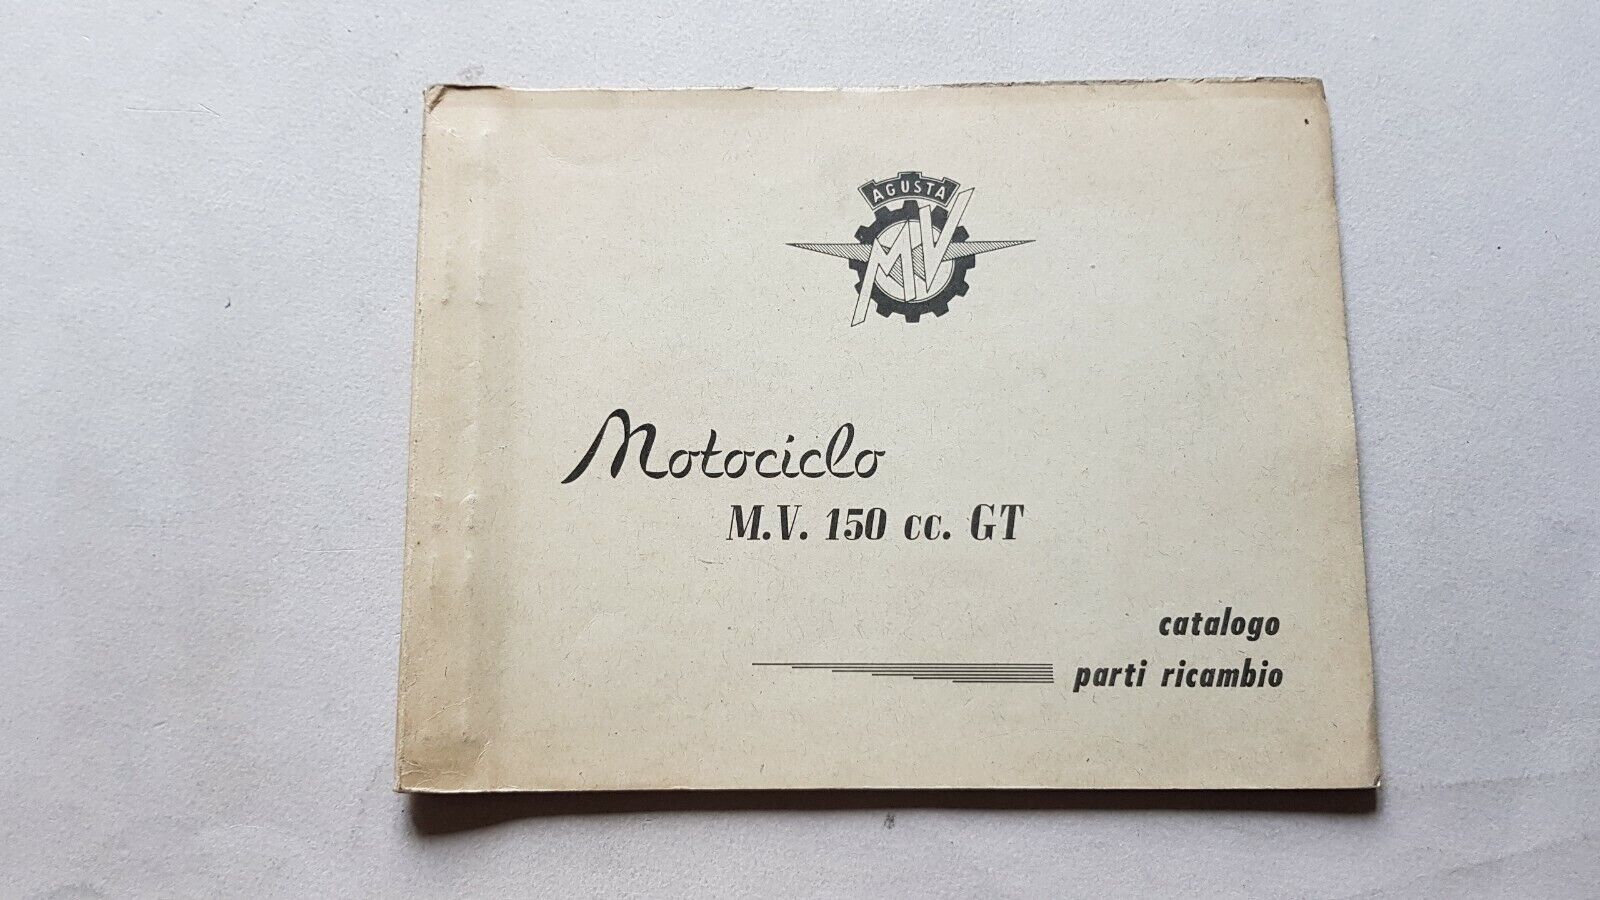 AGUSTA
MV
Motociclo
M.V. 150 cc. GT
catalogo
parti ricambio